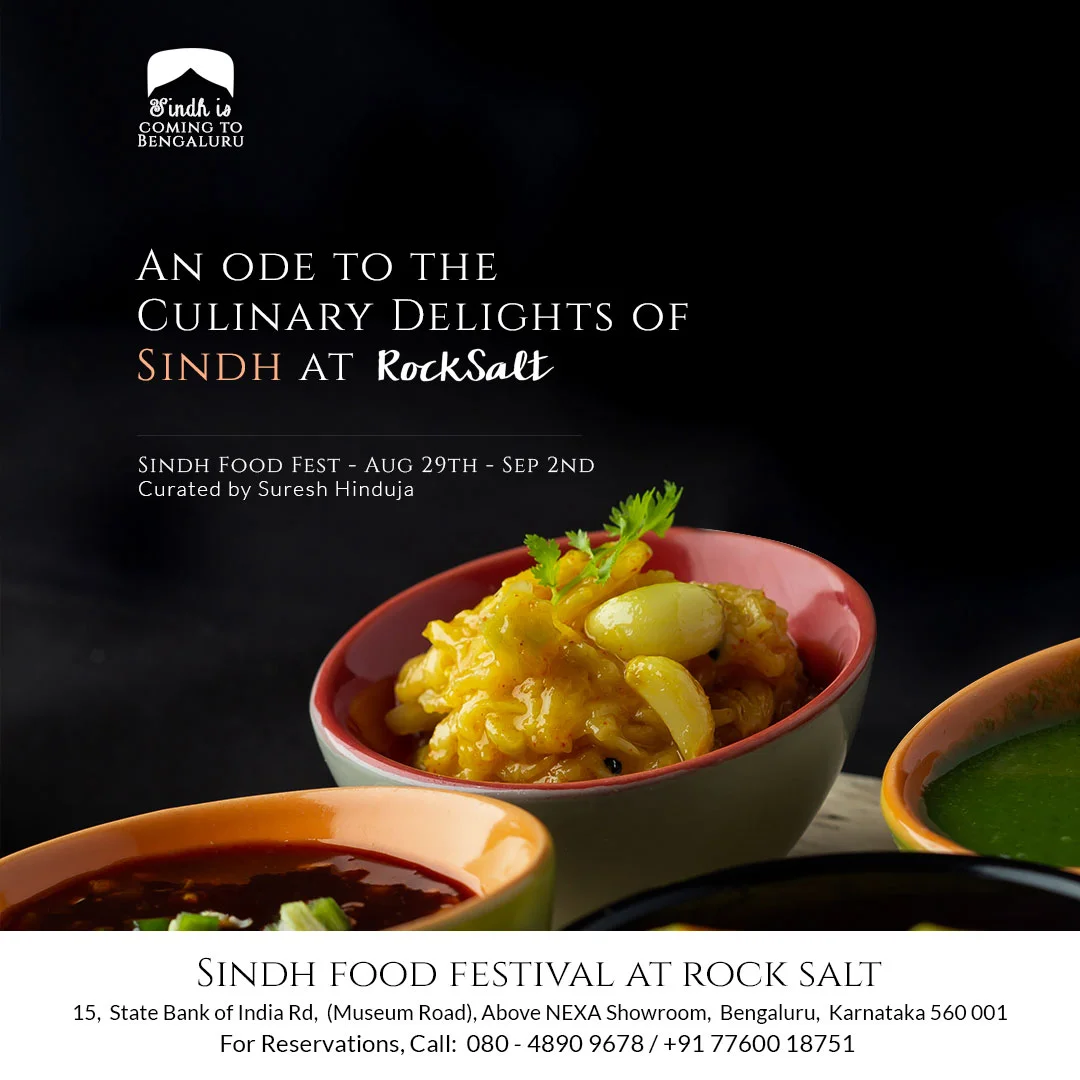 Sindh is
COMING TO
BENGALURU
AN ODE TO THE
CULINARY DELIGHTS OF
SINDH AT RockSalt
SINDH FOOD FEST - AUG 29TH - SEP 2ND
Curated by Suresh Hinduja
SINDH FOOD FESTIVAL AT ROCK SALT
15, State Bank of India Rd, (Museum Road), Above NEXA Showroom, Bengaluru, Karnataka 560 001
For Reservations, Call: 080 - 4890 9678 / +91 77600 18751